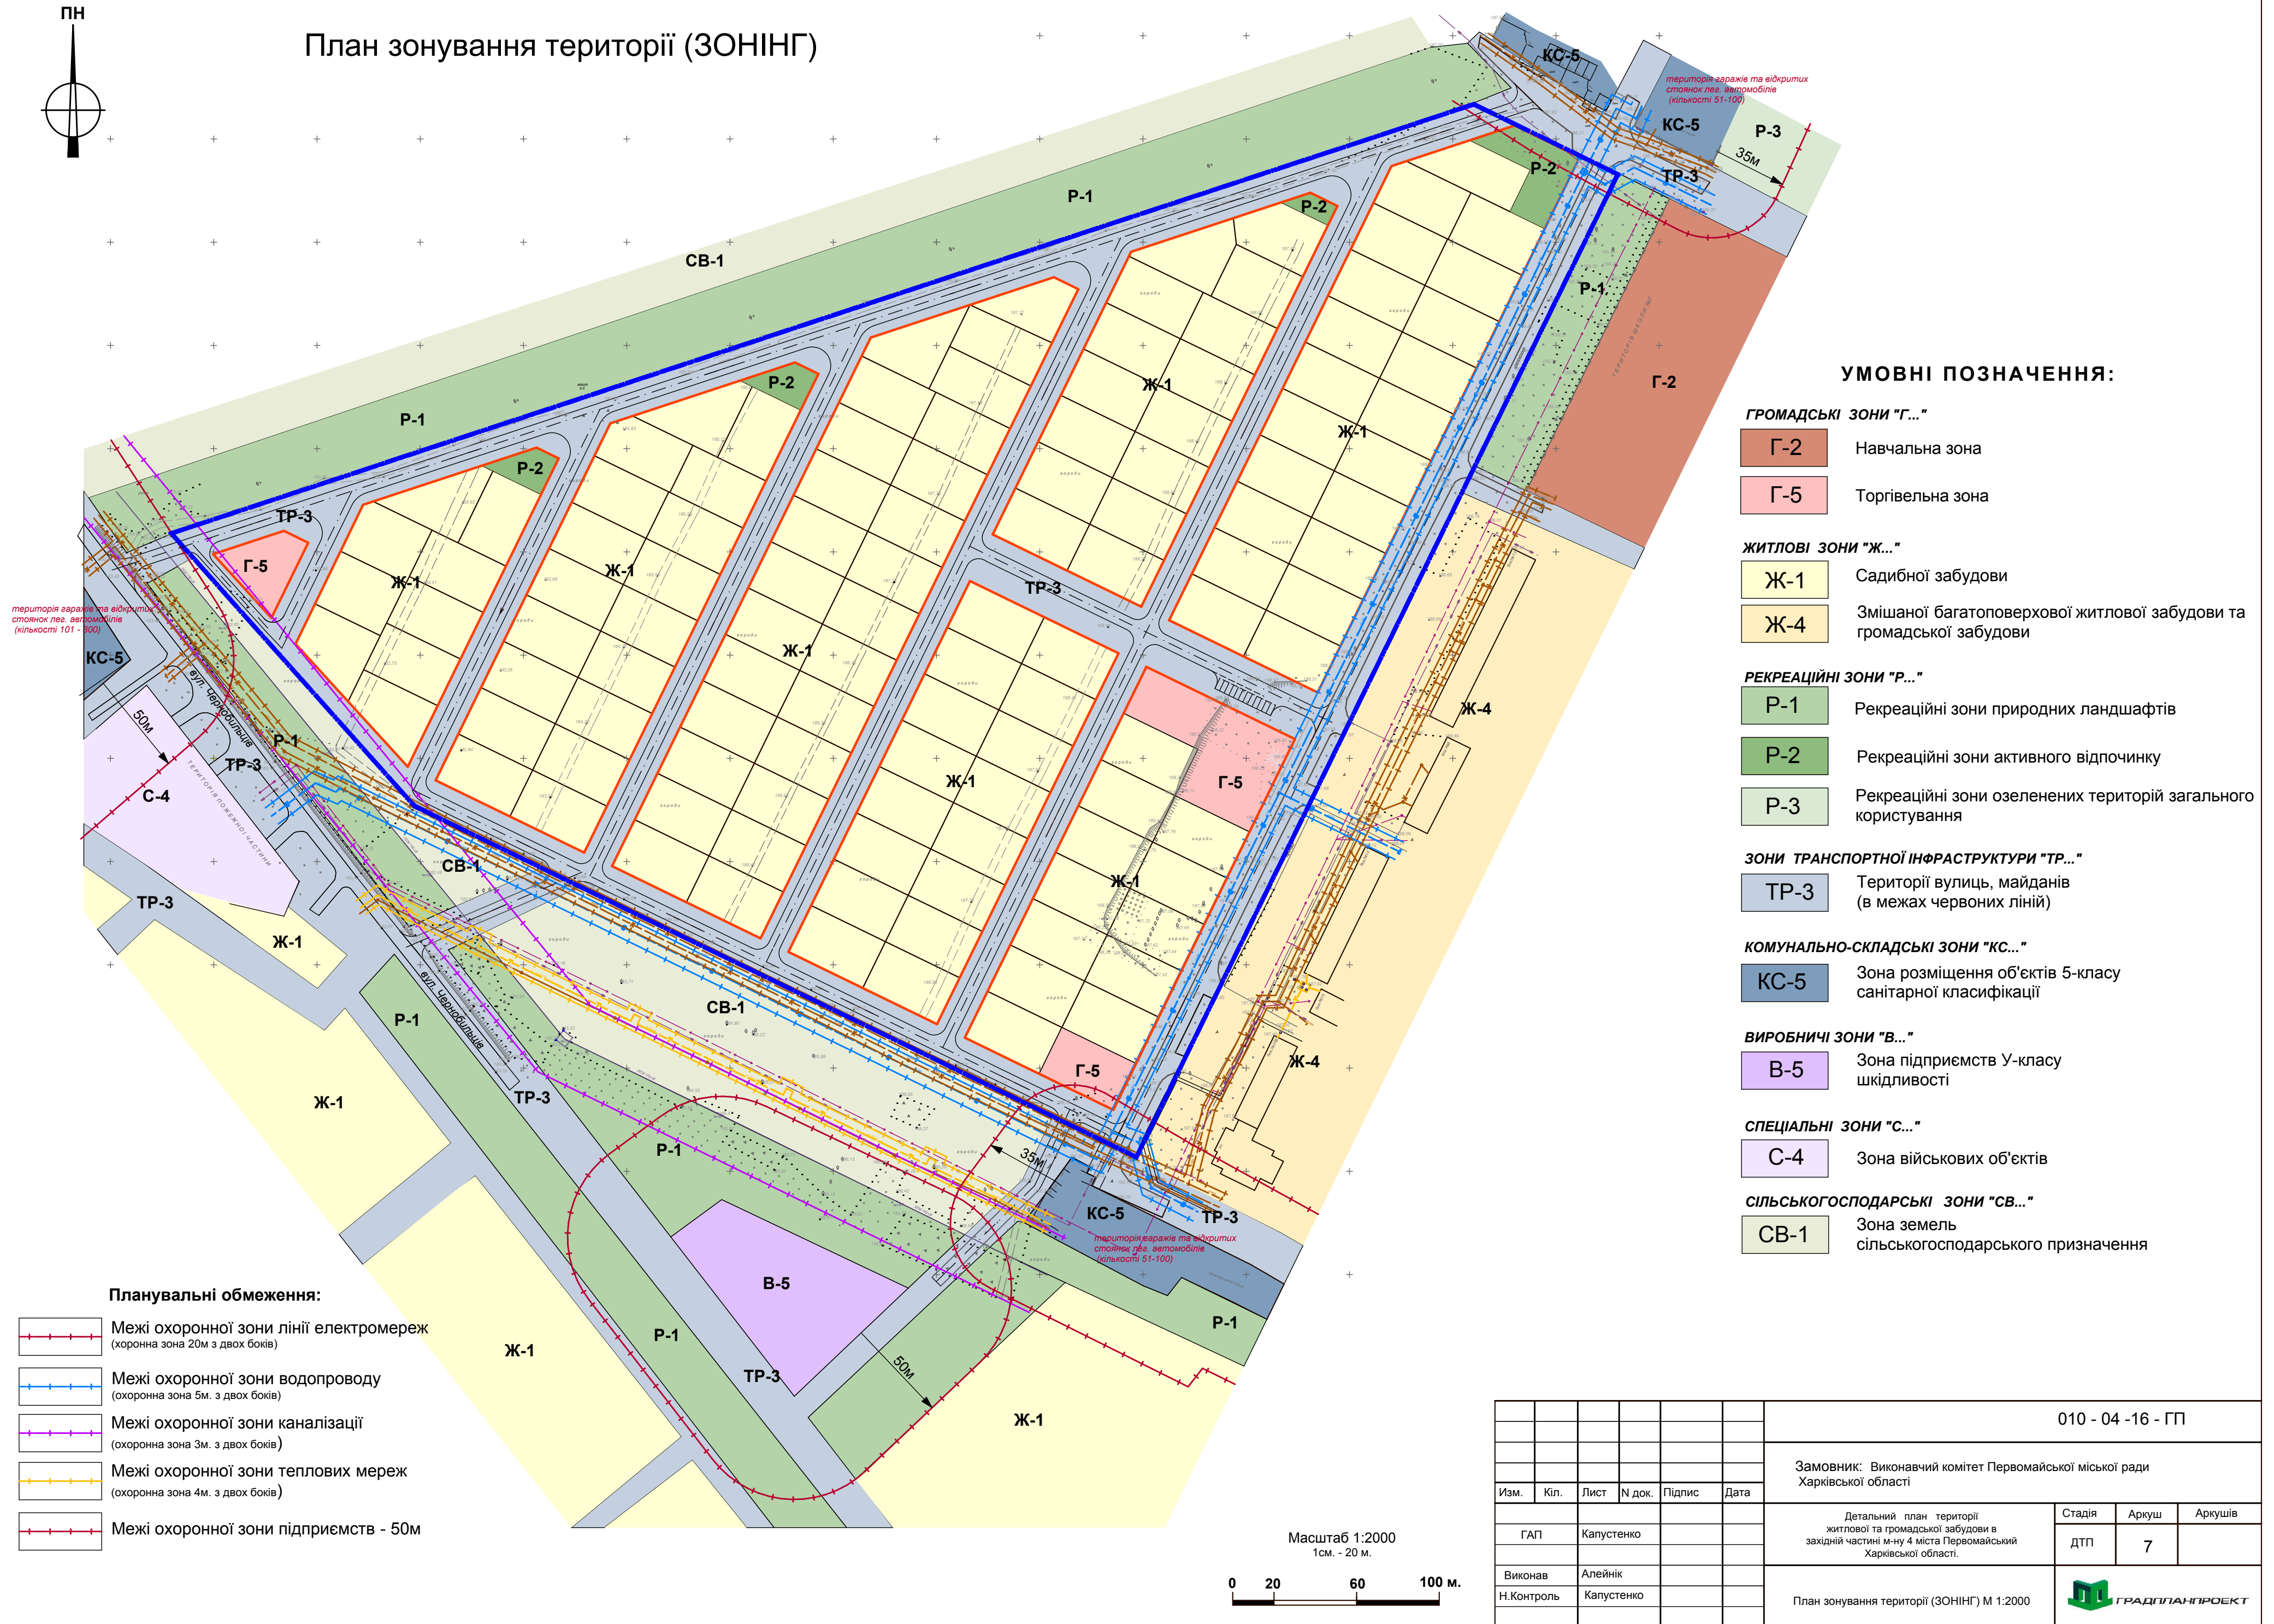 ПН
План зонування території (ЗОНІНГ)
КС-5
територія гаражів та відкритих
стоянок лег. автомобілів
(кількості 51-100)
КС-5
Р-3
35м
ТР-3
Р-2
Р-1
Р-2
СВ-1
Р-1
ТЕРИТОРІЯ ШКОЛИ №7
Г-2
Р-2
Ж-1
Р-1
Ж-1
Р-2
ТР-3
Г-5
Ж-1
Ж-1
ТР-3
територія гаражів та відкритих
стоянок лег. автомобілів
(кількості 101 - 300)
КС-5
Ж-1
вул. Чернобильців
50м
Р-1
ТР-3
Ж-4
С-4
ТЕРИТОРІЯ ПОЖЕЖНОЇ ЧАСТИНИ
Ж-1
Г-5
СВ-1
Ж-1
ТР-3
Ж-1
СВ-1
Р-1
вул. Чернобильців
Ж-4
Г-5
Ж-1
ТР-3
Р-1
35м
КС-5
ТР-3
територія гаражів та відкритих
стоянок лег. автомобілів
(кількості 51-100)
В-5
Р-1
Р-1
Ж-1
ТР-3
50м
Ж-1
УМОВНІ ПОЗНАЧЕННЯ:
ГРОМАДСЬКІ ЗОНИ "Г..."
Г-2 Навчальна зона
Г-5 Торгівельна зона
ЖИТЛОВІ ЗОНИ "Ж..."
Ж-1 Садибної забудови
Ж-4 Змішаної багатоповерхової житлової забудови та
громадської забудови
РЕКРЕАЦІЙНІ ЗОНИ "Р..."
Р-1 Рекреаційні зони природних ландшафтів
Р-2 Рекреаційні зони активного відпочинку
Р-3 Рекреаційні зони озеленених територій загального
користування
ЗОНИ ТРАНСПОРТНОЇ ІНФРАСТРУКТУРИ "ТР..."
ТР-3 Території вулиць, майданів
(в межах червоних ліній)
КОМУНАЛЬНО-СКЛАДСЬКІ ЗОНИ "КС..."
КС-5 Зона розміщення об'єктів 5-класу
санітарної класифікації
ВИРОБНИЧІ ЗОНИ "В..."
В-5 Зона підприємств У-класу
шкідливості
СПЕЦІАЛЬНІ ЗОНИ "С..."
С-4 Зона військових об'єктів
СІЛЬСЬКОГОСПОДАРСЬКІ ЗОНИ "СВ..."
СВ-1 Зона земель
сільськогосподарського призначення
Планувальні обмеження:
Межі охоронної зони лінії електромереж
(хоронна зона 20м з двох боків)
Межі охоронної зони водопроводу
(охоронна зона 5м. з двох боків)
Межі охоронної зони каналізації
(охоронна зона 3м. з двох боків)
Межі охоронної зони теплових мереж
(охоронна зона 4м. з двох боків)
Межі охоронної зони підприємств - 50м
Масштаб 1:2000
1см. - 20 м.
0 20 60 100 м.
010 - 04 -16 - ГП
Замовник: Виконавчий комітет Первомайської міської ради
Харківської області
Изм. Кіл. Лист N док. Підпис Дата
Детальний план території
житлової та громадської забудови в
західній частині м-ну 4 міста Первомайський
Харківської області.
Стадія Аркуш Аркушів
ДТП 7
ГАП Капустенко
Виконав Алейнік
Н.Контроль Капустенко
План зонування території (ЗОНІНГ) М 1:2000
ГРАДПЛАНПРОЕКТ